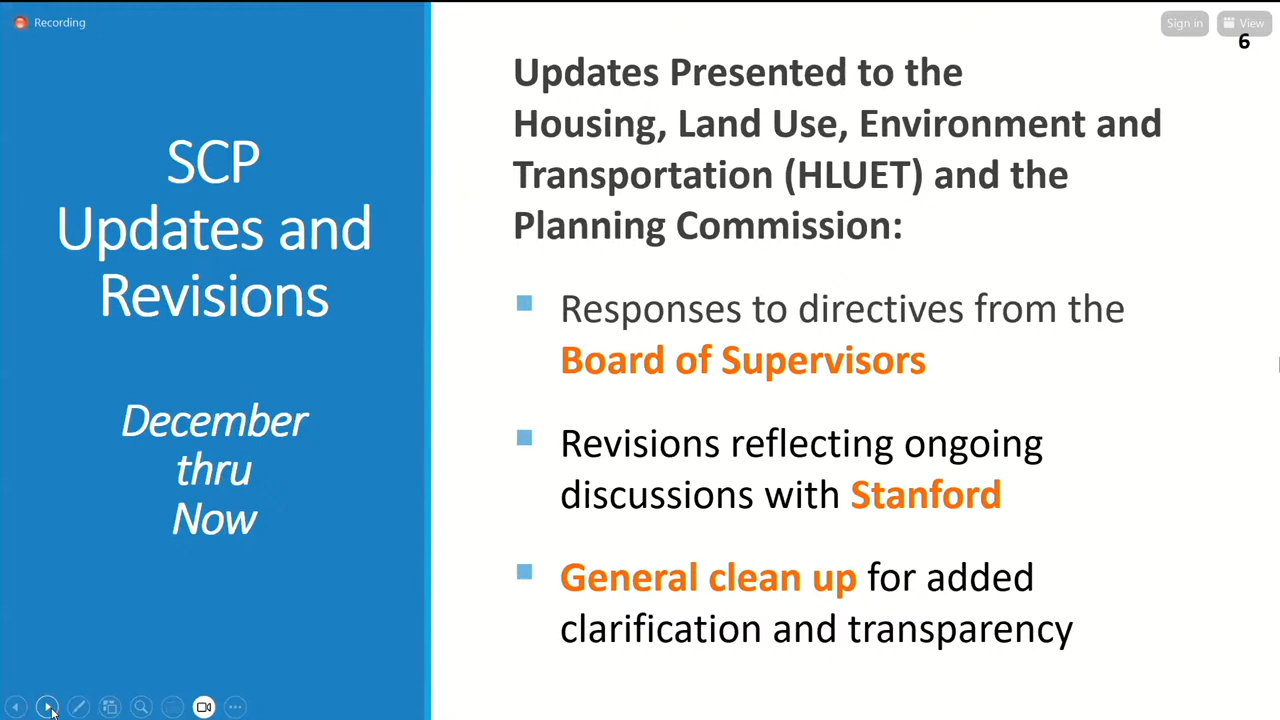 Recording
Sign in
View
6
SCP
Updates and
Revisions
December
thru
Now
Updates Presented to the
Housing, Land Use, Environment and
Transportation (HLUET) and the
Planning Commission:
Responses to directives from the
Board of Supervisors
Revisions reflecting ongoing
discussions with Stanford
General clean up for added
clarification and transparency